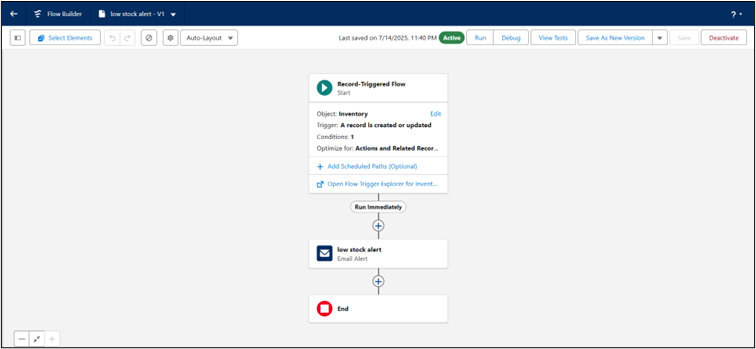 Flow Builder low stock alert - V1 ?
Select Elements Auto-Layout Last saved on 7/14/2025, 11:40 PM Active Run Debug View Tests Save As New Version Save Deactivate
Record-Triggered Flow
Start
Object: Inventory Edit
Trigger: A record is created or updated
Conditions: 1
Optimize for: Actions and Related Recor...
+ Add Scheduled Paths (Optional)
Open Flow Trigger Explorer for Invent...
Run Immediately
low stock alert
Email Alert
End